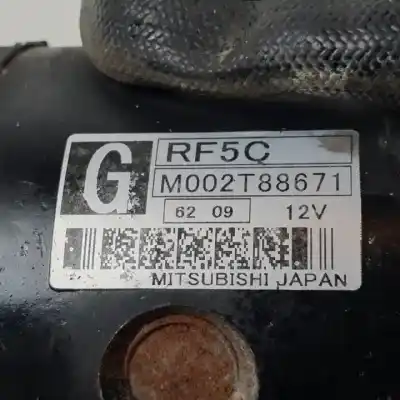 G
RF5C
M002T88671
62 09 12V
MITSUBISHI JAPAN